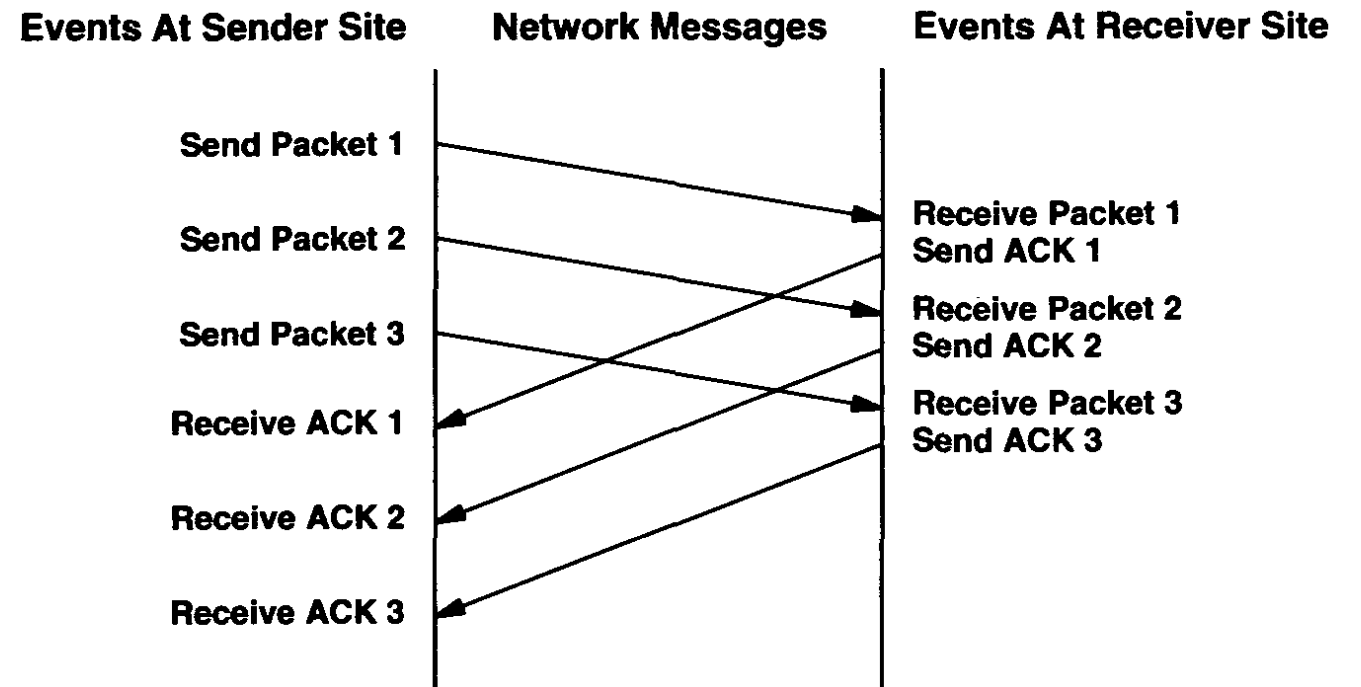 Events At Sender Site
Network Messages
Events At Receiver Site
Send Packet 1
Receive Packet 1
Send Packet 2
Send ACK 1
Receive Packet 2
Send Packet 3
Send ACK 2
Receive Packet 3
Receive ACK 1
Send ACK 3
Receive ACK 2
Receive ACK 3